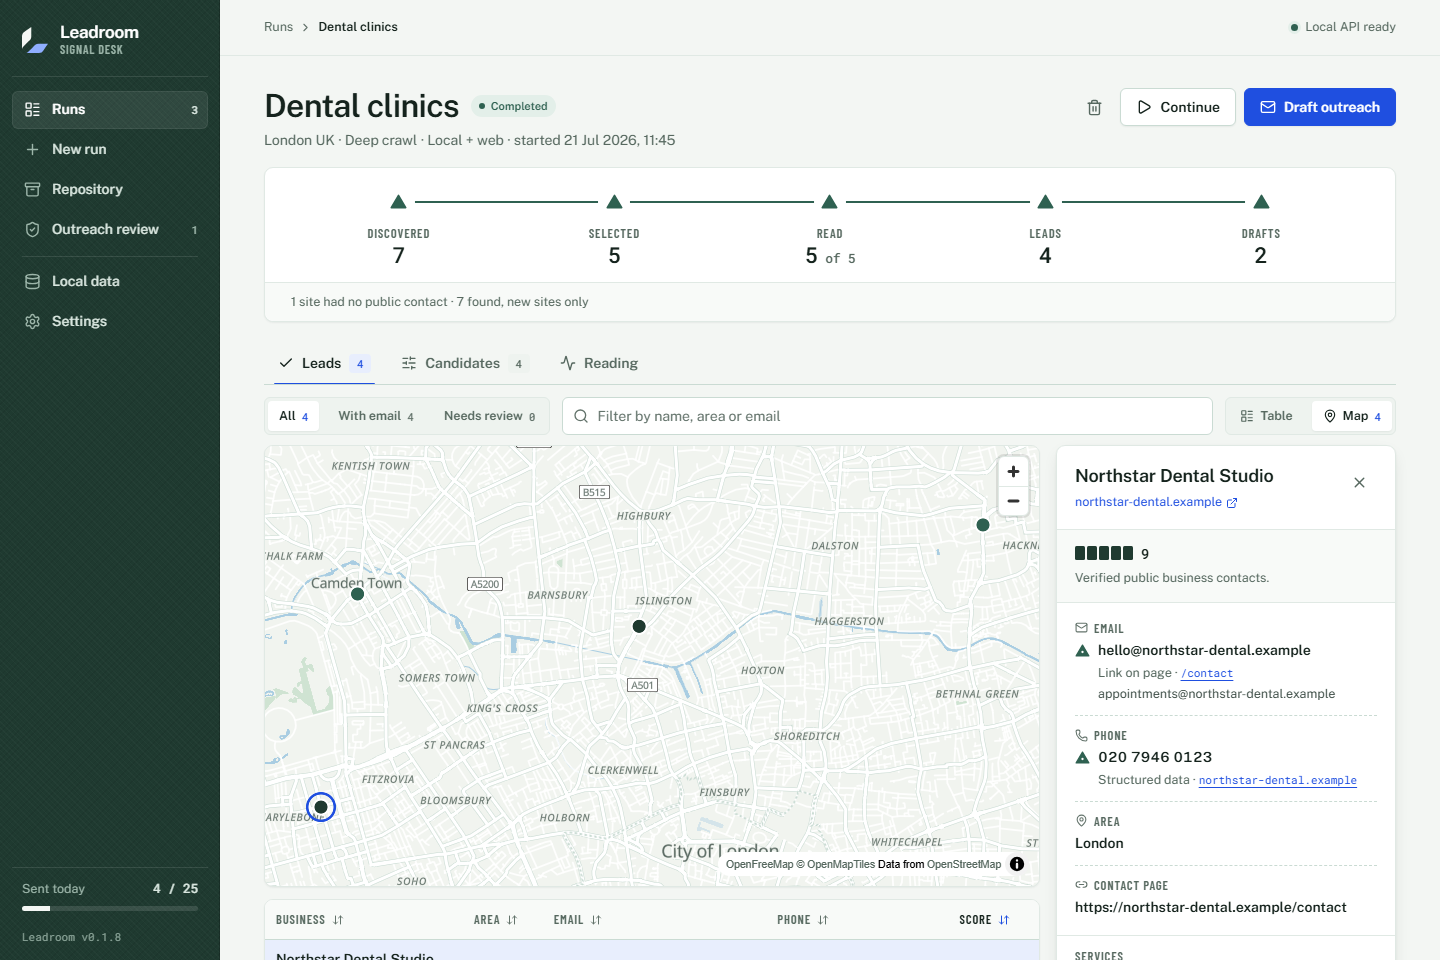 Leadroom
SIGNAL DESK
Runs 3
New run
Repository
Outreach review 1
Local data
Settings
Sent today 4 / 25
Leadroom v0.1.8
Runs > Dental clinics
Local API ready
Dental clinics
Completed
London UK · Deep crawl · Local + web · started 21 Jul 2026, 11:45
Continue
Draft outreach
DISCOVERED
7
SELECTED
5
READ
5 of 5
LEADS
4
DRAFTS
2
1 site had no public contact · 7 found, new sites only
Leads 4
Candidates 4
Reading
All 4
With email 4
Needs review 0
Filter by name, area or email
Table
Map 4
KENTISH TOWN
B515
HIGHBURY
DALSTON
HALK FARM
HACKN
Camden Town
A5200
BARNSBURY
ISLINGTON
HAGGERSTON
SOMERS TOWN
HOXTON
A501
BETHNAL GREEN
KING'S CROSS
SHOREDITCH
ST PANCRAS
CLERKENWELL
FITZROVIA
FINSBURY
BLOOMSBURY
ARYLEBONE
HOLBORN
WHITECHAPEL
ST
City of London
SOHO
OpenFreeMap © OpenMapTiles Data from OpenStreetMap
BUSINESS
AREA
EMAIL
PHONE
SCORE
Northstar Dental Studio
Northstar Dental Studio
northstar-dental.example
9
Verified public business contacts.
EMAIL
hello@northstar-dental.example
Link on page · /contact
appointments@northstar-dental.example
PHONE
020 7946 0123
Structured data · northstar-dental.example
AREA
London
CONTACT PAGE
https://northstar-dental.example/contact
SERVICES